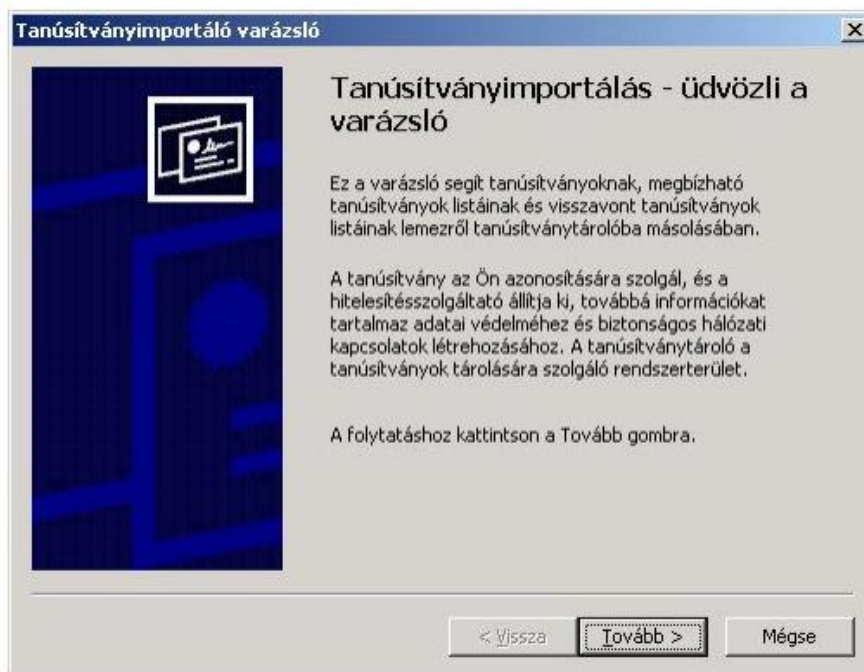 Tanúsítványimportáló varázsló
Tanúsítványimportálás - üdvözli a
varázsló
Ez a varázsló segít tanúsítványoknak, megbízható
tanúsítványok listáinak és visszavont tanúsítványok
listáinak lemezről tanúsítványtárolóba másolásában.
A tanúsítvány az Ön azonosítására szolgál, és a
hitelesítésszolgáltató állítja ki, továbbá információkat
tartalmaz adatai védelméhez és biztonságos hálózati
kapcsolatok létrehozásához. A tanúsítványtároló a
tanúsítványok tárolására szolgáló rendszerterület.
A folytatáshoz kattintson a Tovább gombra.
< Vissza Tovább > Mégse